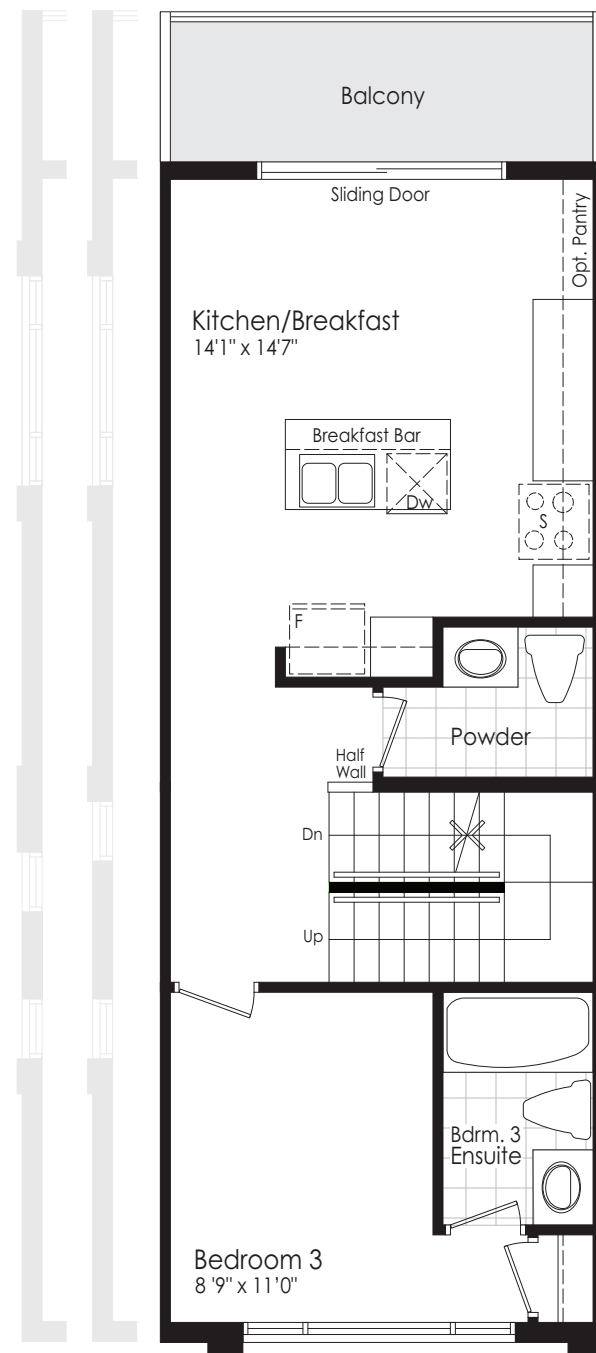 Balcony
Sliding Door
Opt. Pantry
Kitchen/Breakfast
14'1" x 14'7"
Breakfast Bar
Dw
S
F
Powder
Half
Wall
Dn
Up
Bdrm. 3
Ensuite
Bedroom 3
8 '9" x 11'0"